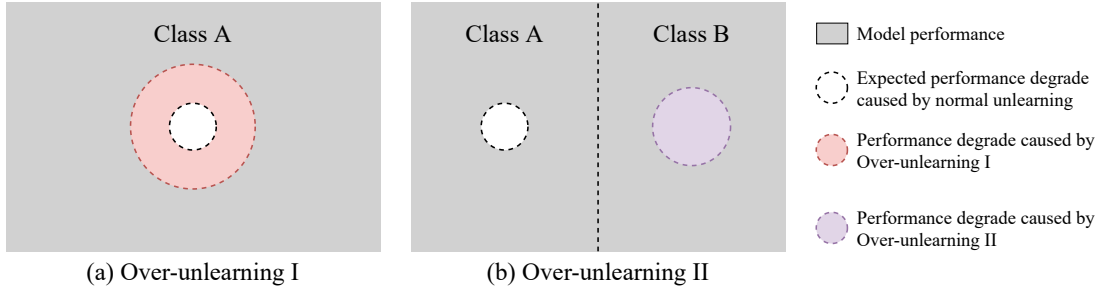 Class A
(a) Over-unlearning I
Class A
Class B
(b) Over-unlearning II
Model performance
Expected performance degrade
caused by normal unlearning
Performance degrade caused by
Over-unlearning I
Performance degrade caused by
Over-unlearning II